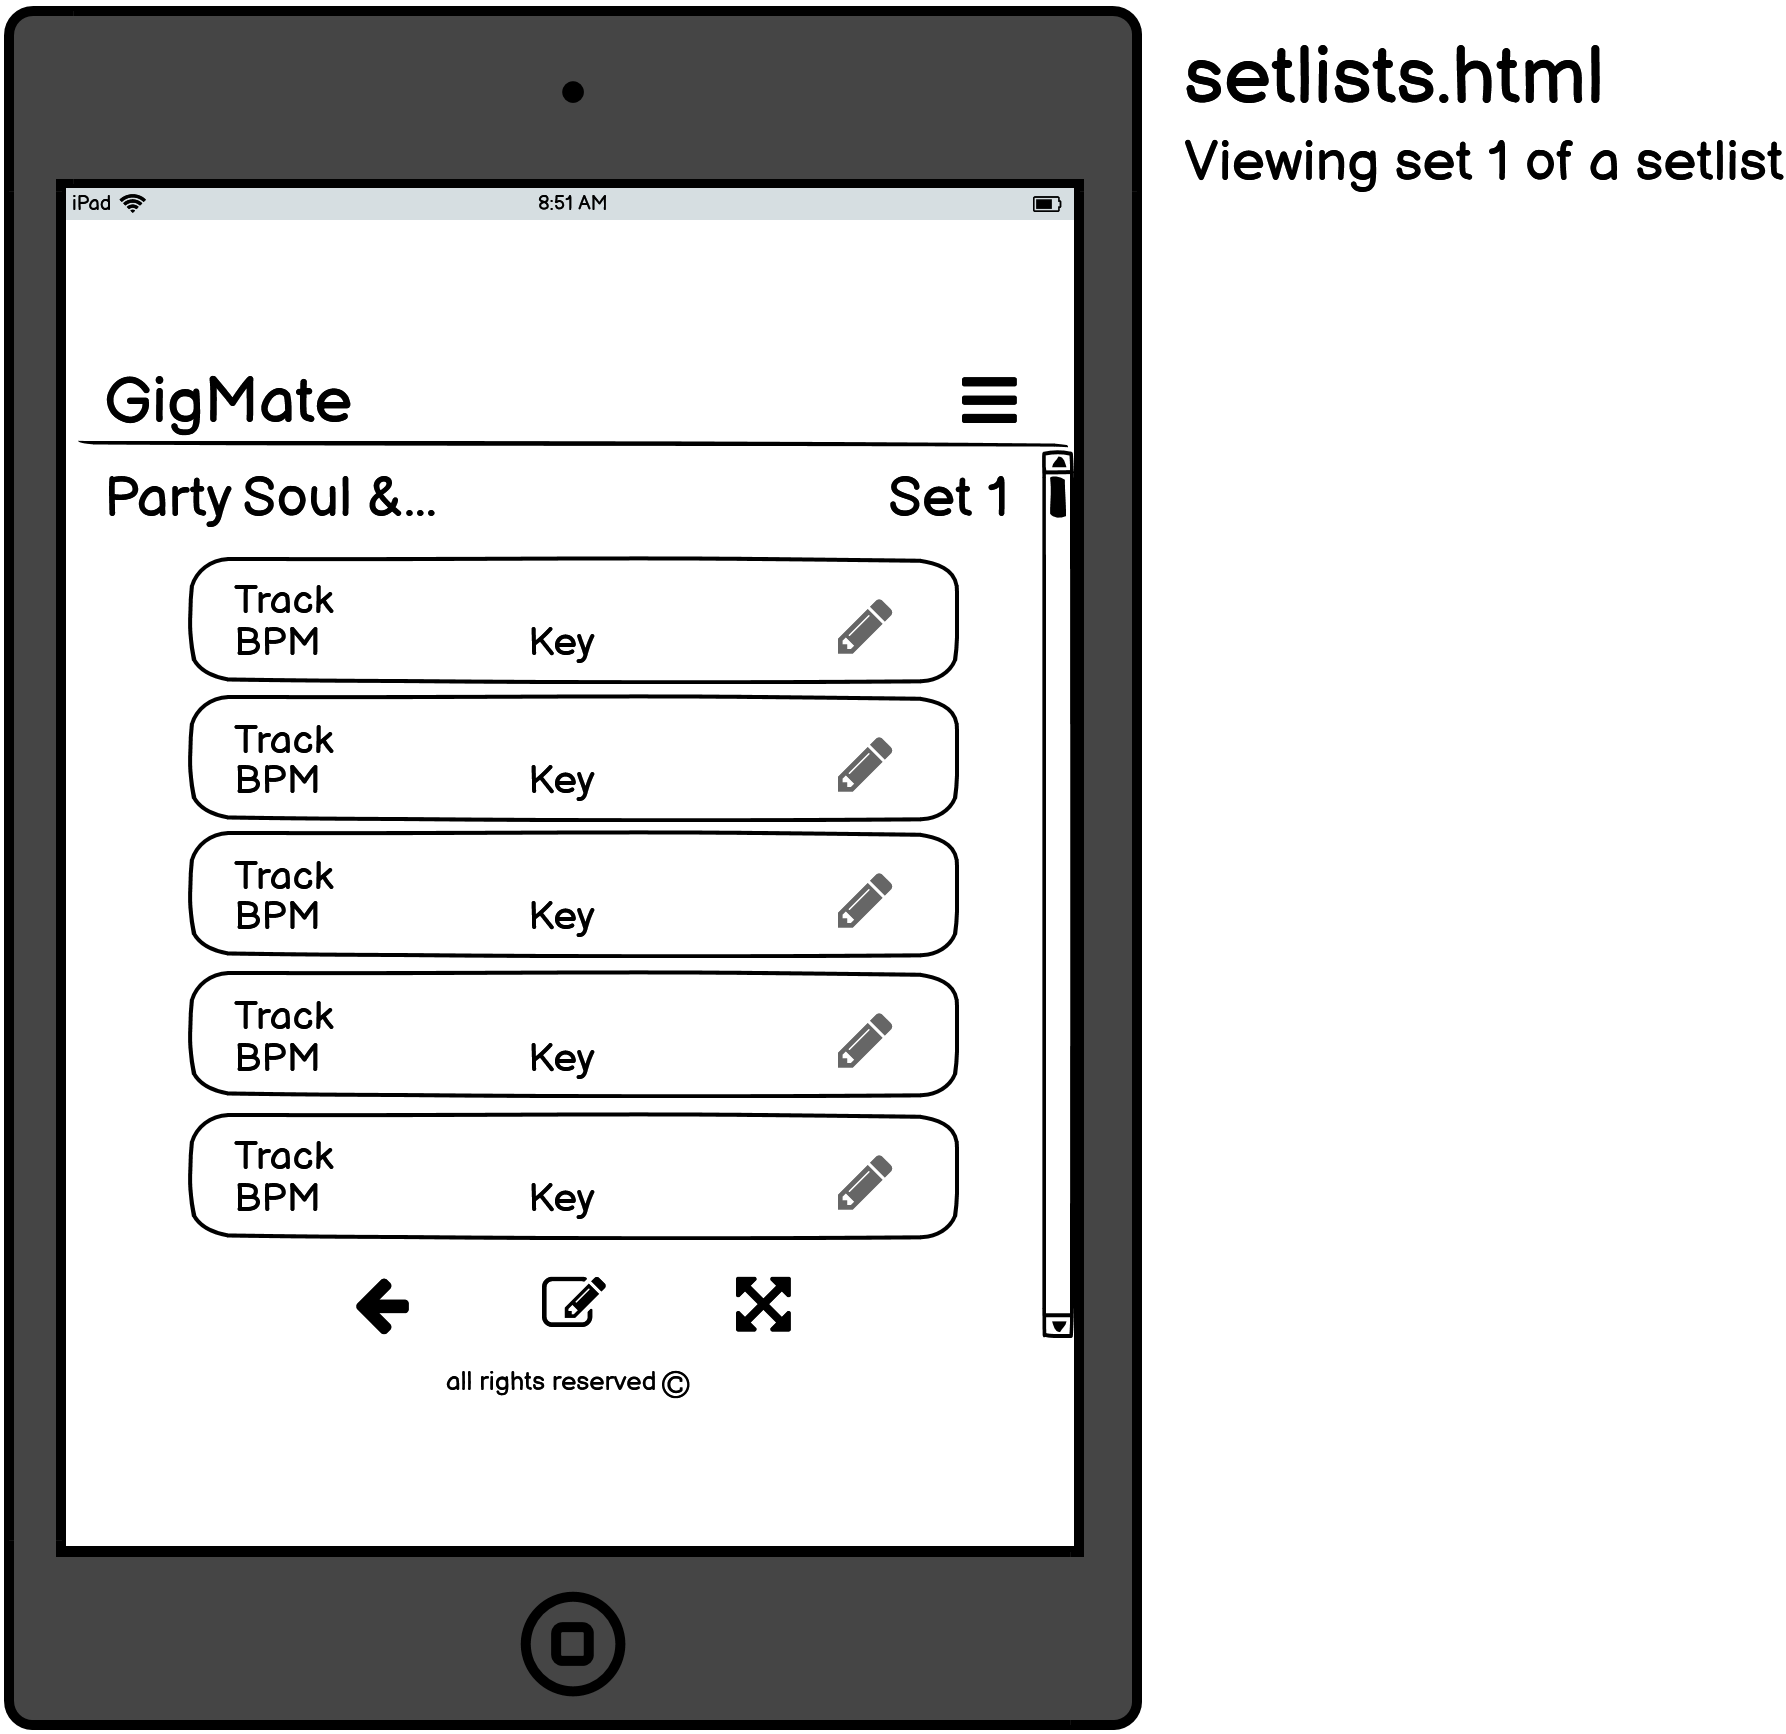 setlists.html
Viewing set 1 of a setlist
iPad 8:51 AM
GigMate
Party Soul &... Set 1
Track
BPM Key
Track
BPM Key
Track
BPM Key
Track
BPM Key
Track
BPM Key
all rights reserved ©